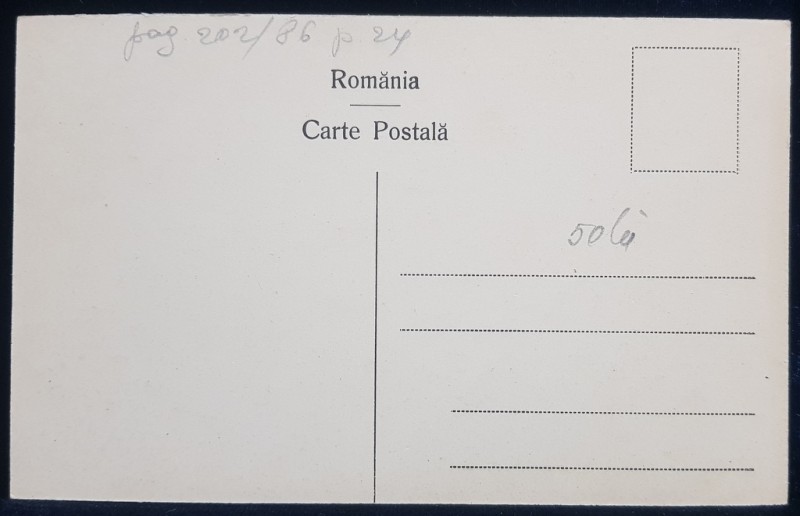 pag 202/86 p 24
România
Carte Postală
50 lei